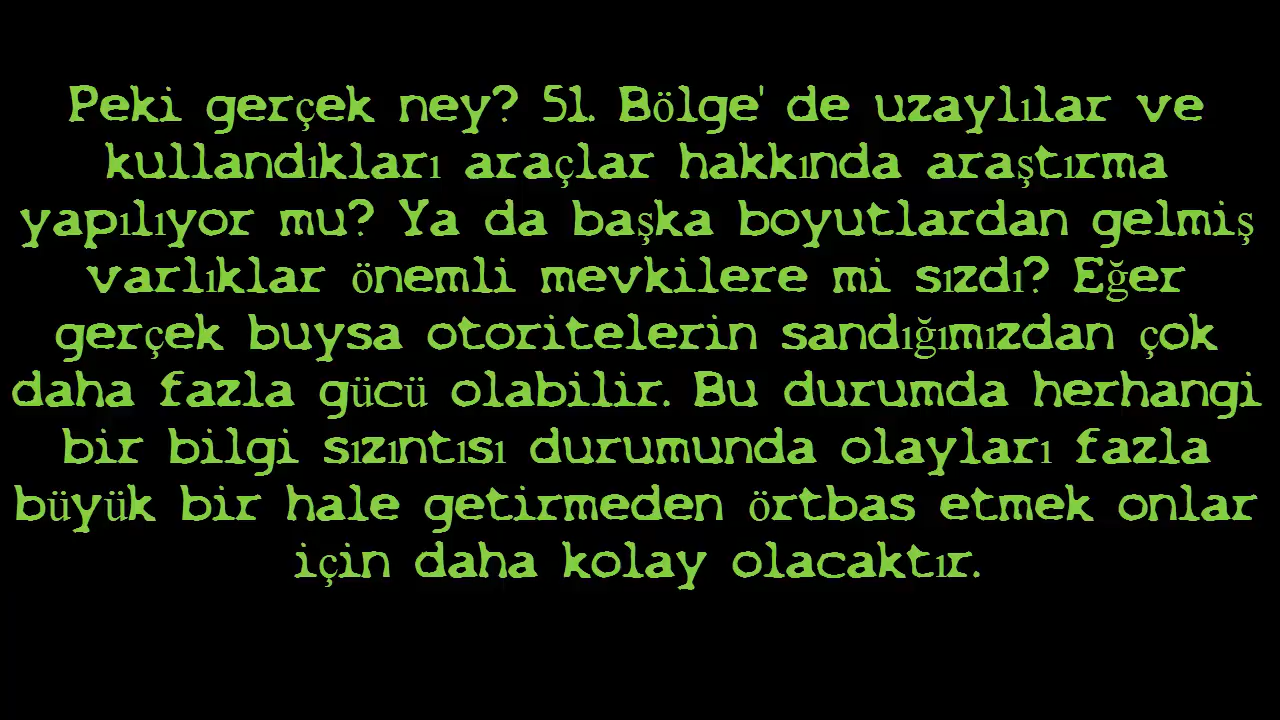 Peki gerçek ney? 51. Bölge' de uzaylılar ve
kullandıkları araçlar hakkında araştırma
yapılıyor mu? Ya da başka boyutlardan gelmiş
varlıklar önemli mevkilere mi sızdı? Eğer
gerçek buysa otoritelerin sandığımızdan çok
daha fazla gücü olabilir. Bu durumda herhangi
bir bilgi sızıntısı durumunda olayları fazla
büyük bir hale getirmeden örtbas etmek onlar
için daha kolay olacaktır.